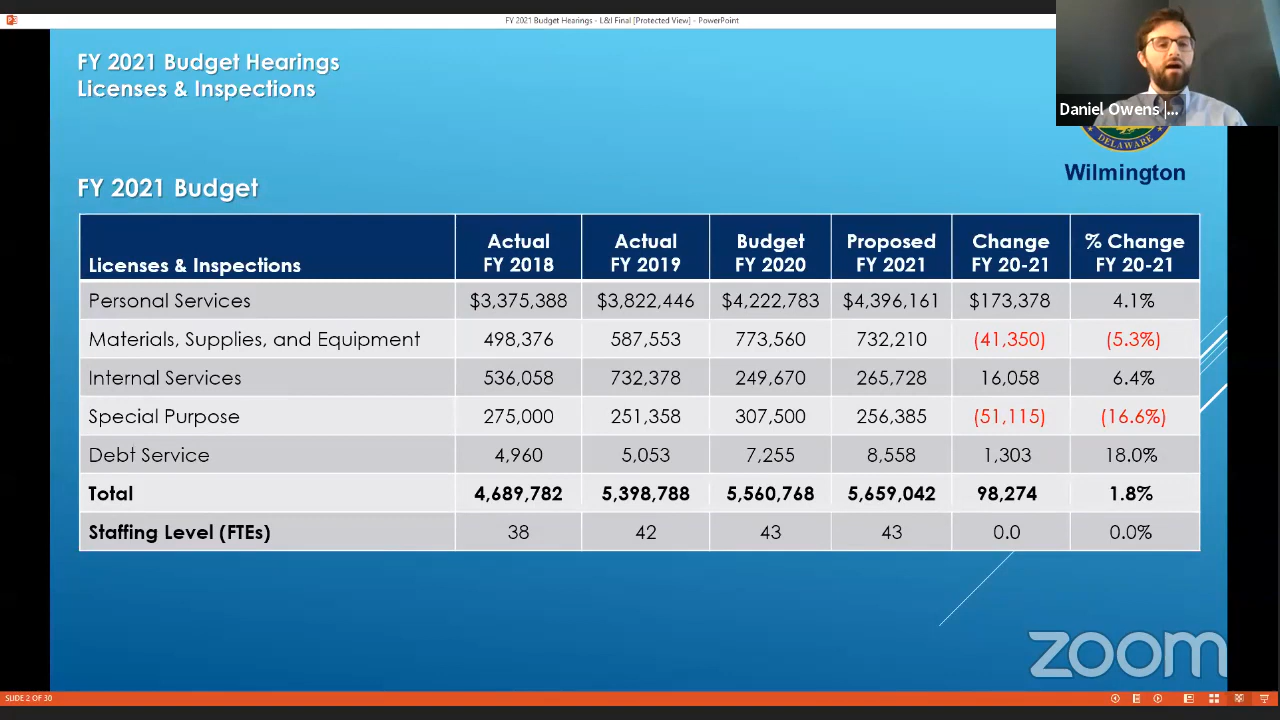 FY 2021 Budget Hearings - L&I Final [Protected View] - PowerPoint
FY 2021 Budget Hearings
Licenses & Inspections
Daniel Owens |...
DELAWARE
Wilmington
FY 2021 Budget
Licenses & Inspections Actual FY 2018 Actual FY 2019 Budget FY 2020 Proposed FY 2021 Change FY 20-21 % Change FY 20-21
Personal Services $3,375,388 $3,822,446 $4,222,783 $4,396,161 $173,378 4.1%
Materials, Supplies, and Equipment 498,376 587,553 773,560 732,210 (41,350) (5.3%)
Internal Services 536,058 732,378 249,670 265,728 16,058 6.4%
Special Purpose 275,000 251,358 307,500 256,385 (51,115) (16.6%)
Debt Service 4,960 5,053 7,255 8,558 1,303 18.0%
Total 4,689,782 5,398,788 5,560,768 5,659,042 98,274 1.8%
Staffing Level (FTEs) 38 42 43 43 0.0 0.0%
zoom
SLIDE 2 OF 30